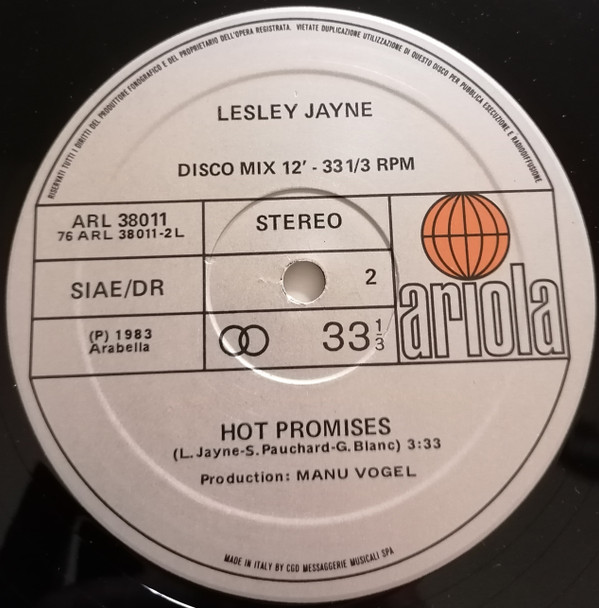 RISERVATI TUTTI I DIRITTI DEL PRODUTTORE FONOGRAFICO E DEL PROPRIETARIO DELL'OPERA REGISTRATA. VIETATE DUPLICAZIONE UTILIZZAZIONE DI QUESTO DISCO PER PUBBLICA ESECUZIONE E RADIODIFFUSIONE.
LESLEY JAYNE
DISCO MIX 12' - 33 1/3 RPM
ARL 38011
76 ARL 38011-2L
STEREO
SIAE/DR
2
(P) 1983
Arabella
33 1/3
ariola
HOT PROMISES
(L. Jayne-S. Pauchard-G. Blanc) 3:33
Production: MANU VOGEL
MADE IN ITALY BY CGD MESSAGGERIE MUSICALI SPA